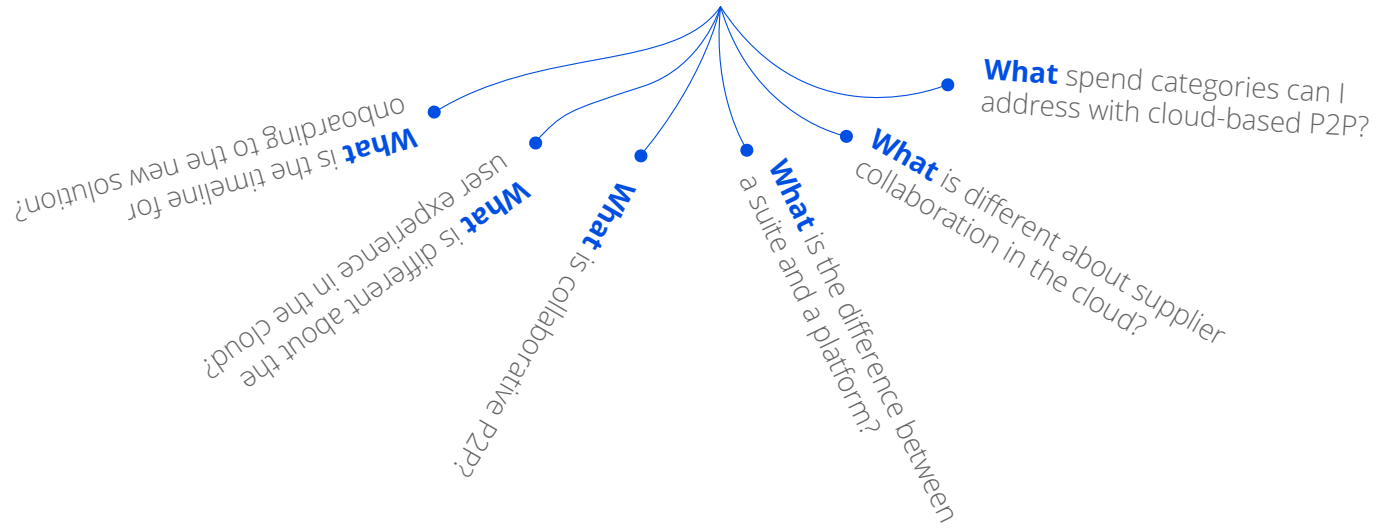 What spend categories can I
address with cloud-based P2P?
What is different about supplier
collaboration in the cloud?
What is the difference between
a suite and a platform?
What is collaborative P2P?
What is different about the
user experience in the cloud?
What is the timeline for
onboarding to the new solution?